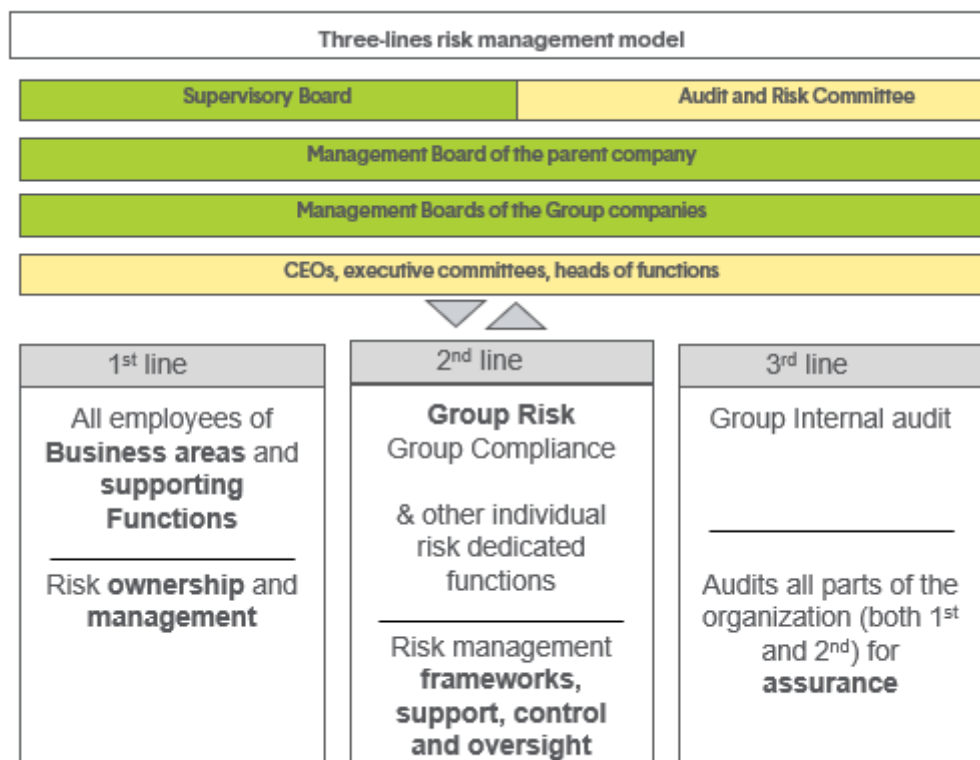 Three-lines risk management model
Supervisory Board
Audit and Risk Committee
Management Board of the parent company
Management Boards of the Group companies
CEOs, executive committees, heads of functions
1st line
All employees of
Business areas and
supporting
Functions
Risk ownership and
management
2nd line
Group Risk
Group Compliance
& other individual
risk dedicated
functions
Risk management
frameworks,
support, control
and oversight
3rd line
Group Internal audit
Audits all parts of the
organization (both 1st
and 2nd) for
assurance